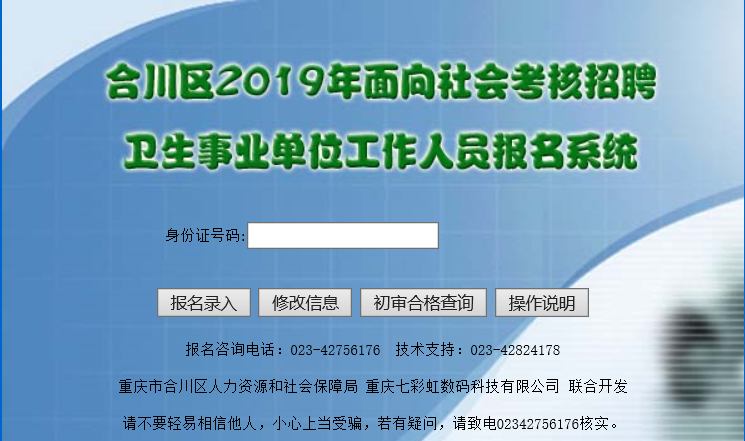 合川区2019年面向社会考核招聘
卫生事业单位工作人员报名系统
身份证号码:
报名录入 修改信息 初审合格查询 操作说明
报名咨询电话：023-42756176 技术支持：023-42824178
重庆市合川区人力资源和社会保障局 重庆七彩虹数码科技有限公司 联合开发
请不要轻易相信他人，小心上当受骗，若有疑问，请致电02342756176核实。